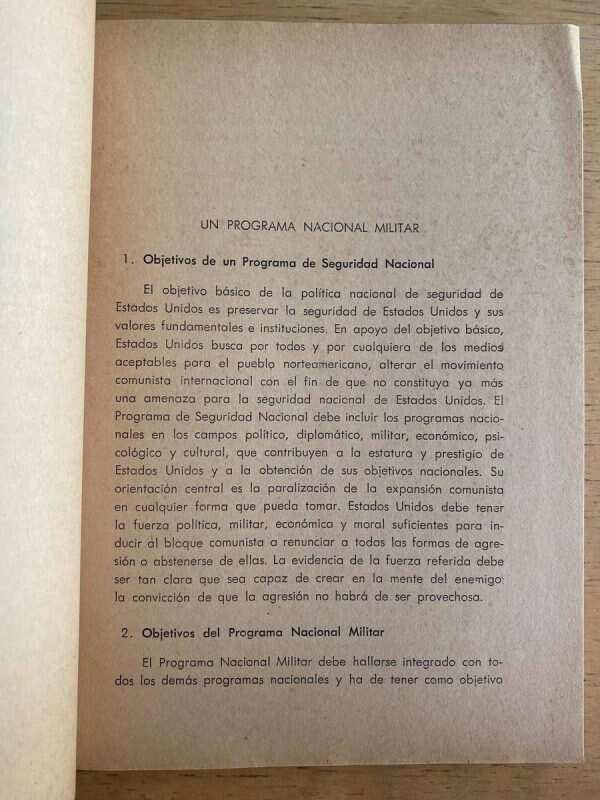 UN PROGRAMA NACIONAL MILITAR
1. Objetivos de un Programa de Seguridad Nacional
El objetivo básico de la política nacional de seguridad de
Estados Unidos es preservar la seguridad de Estados Unidos y sus
valores fundamentales e instituciones. En apoyo del objetivo básico,
Estados Unidos busca por todos y por cualquiera de los medios
aceptables para el pueblo norteamericano, alterar el movimiento
comunista internacional con el fin de que no constituya ya más
una amenaza para la seguridad nacional de Estados Unidos. El
Programa de Seguridad Nacional debe incluir los programas nacio-
nales en los campos político, diplomático, militar, económico, psi-
cológico y cultural, que contribuyen a la estatura y prestigio de
Estados Unidos y a la obtención de sus objetivos nacionales. Su
orientación central es la paralización de la expansión comunista
en cualquier forma que pueda tomar. Estados Unidos debe tener
la fuerza política, militar, económica y moral suficientes para in-
ducir al bloque comunista a renunciar a todas las formas de agre-
sión o abstenerse de ellas. La evidencia de la fuerza referida debe
ser tan clara que sea capaz de crear en la mente del enemigo
la convicción de que la agresión no habrá de ser provechosa.
2. Objetivos del Programa Nacional Militar
El Programa Nacional Militar debe hallarse integrado con to-
dos los demás programas nacionales y ha de tener como objetivo